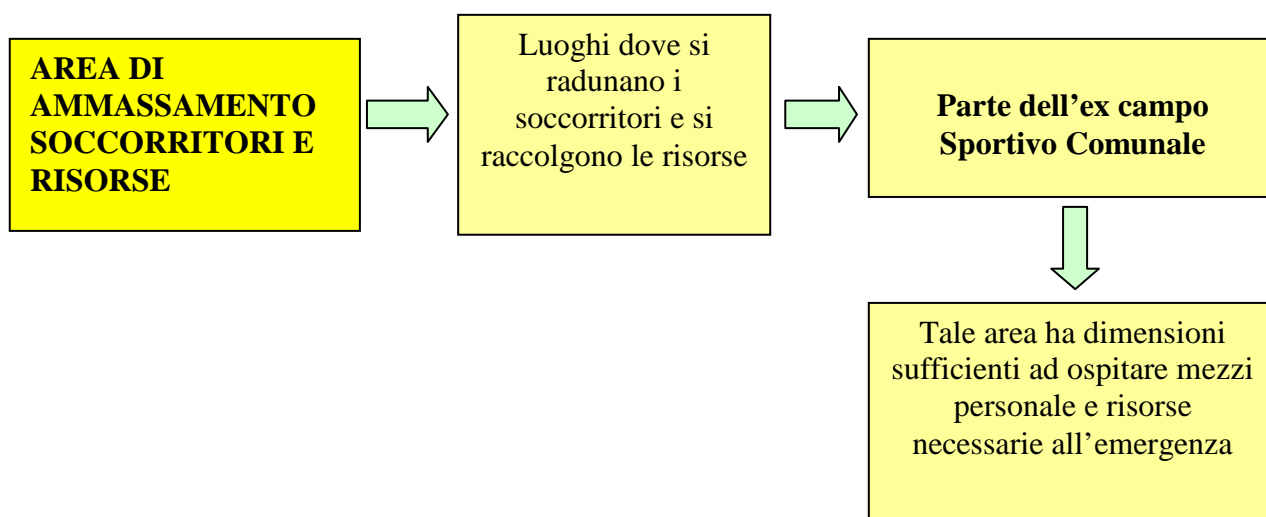 AREA DI
AMMASSAMENTO
SOCCORRITORI E
RISORSE
Luoghi dove si
radunano i
soccorritori e si
raccolgono le risorse
Parte dell’ex campo
Sportivo Comunale
Tale area ha dimensioni
sufficienti ad ospitare mezzi
personale e risorse
necessarie all’emergenza